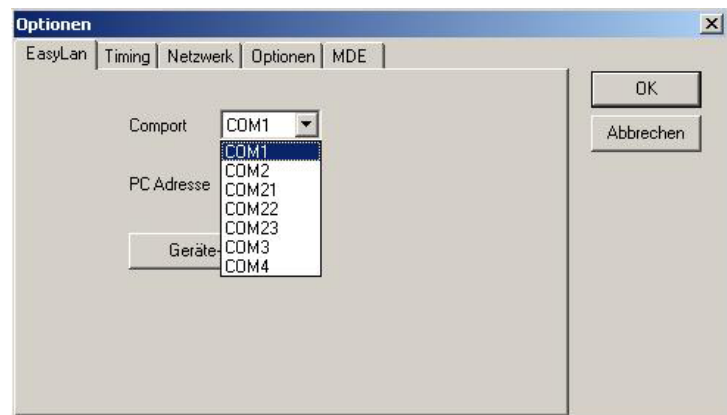 Optionen
EasyLan Timing Netzwerk Optionen MDE
OK
Abbrechen
Comport COM1
COM1
COM2
PC Adresse
COM21
COM22
COM23
Geräte-
COM3
COM4